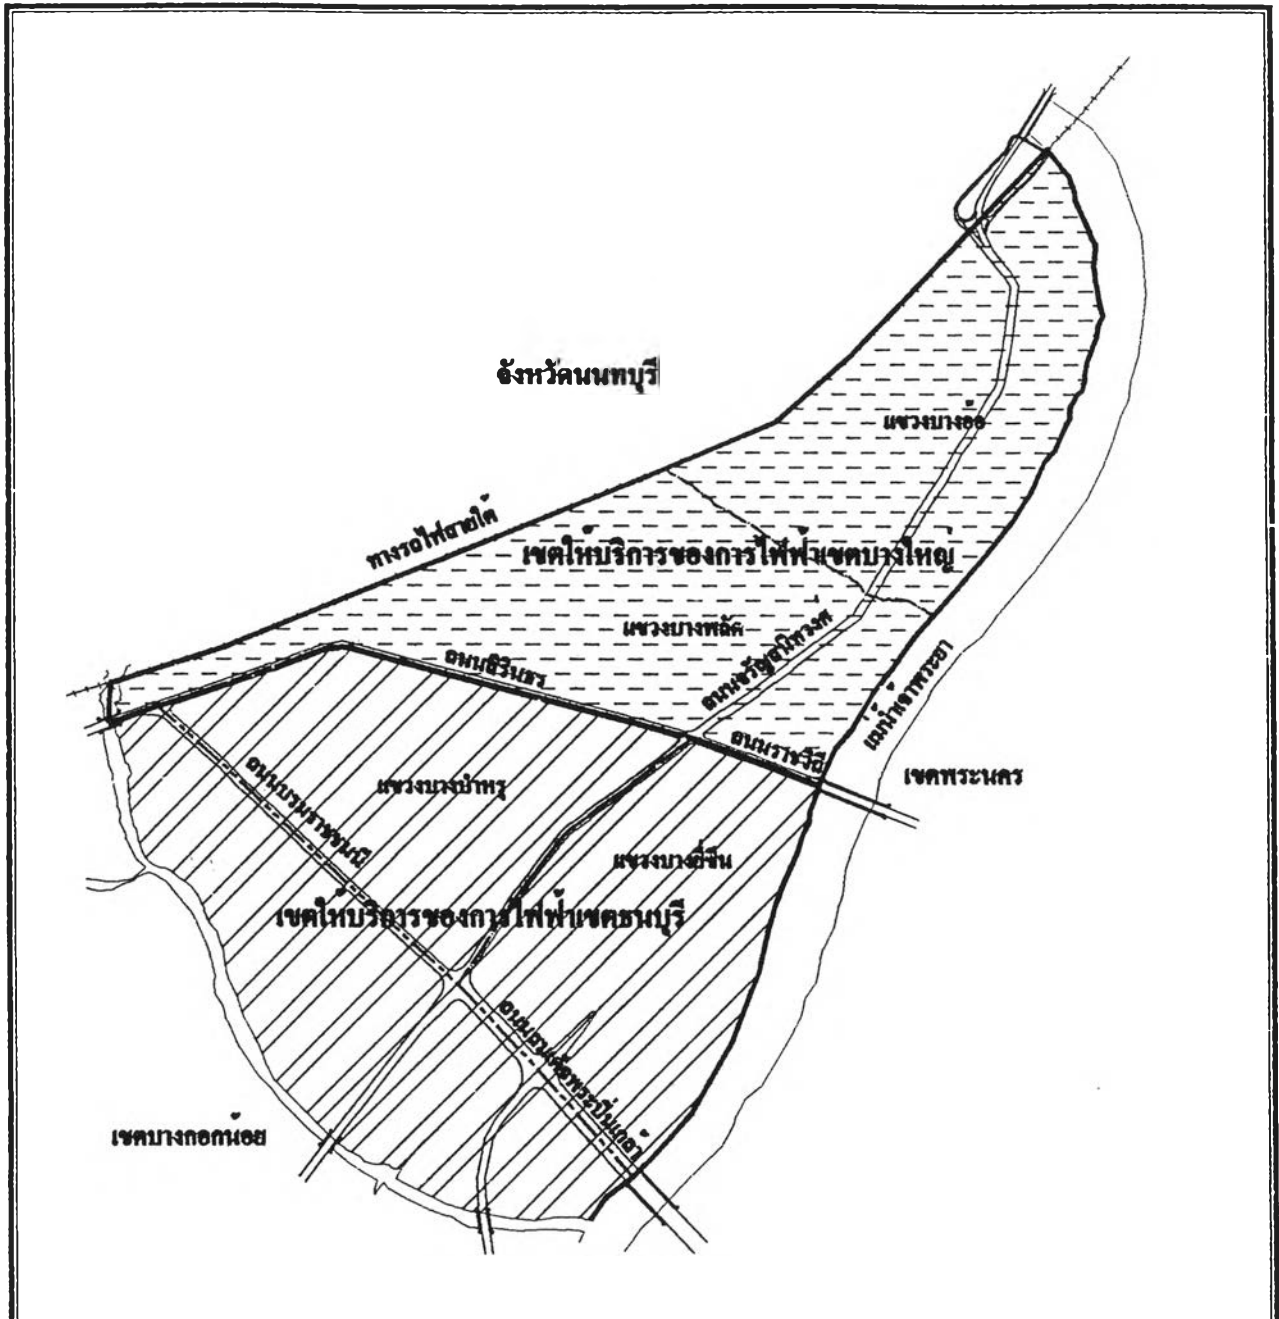 จังหวัดนนทบุรี
แขวงบางอ้อ
ทางรถไฟสายใต้
เขตให้บริการของการไฟฟ้าเขตบางใหญ่
แขวงบางพลัด
ถนนจรัญสนิทวงศ์
ถนนสิรินธร
แม่น้ำเจ้าพระยา
ถนนราชวิถี
เขตพระนคร
ถนนบรมราชชนนี
แขวงบางบำหรุ
แขวงบางยี่ขัน
เขตให้บริการของการไฟฟ้าเขตธนบุรี
ถนนสมเด็จพระปิ่นเกล้า
เขตบางกอกน้อย